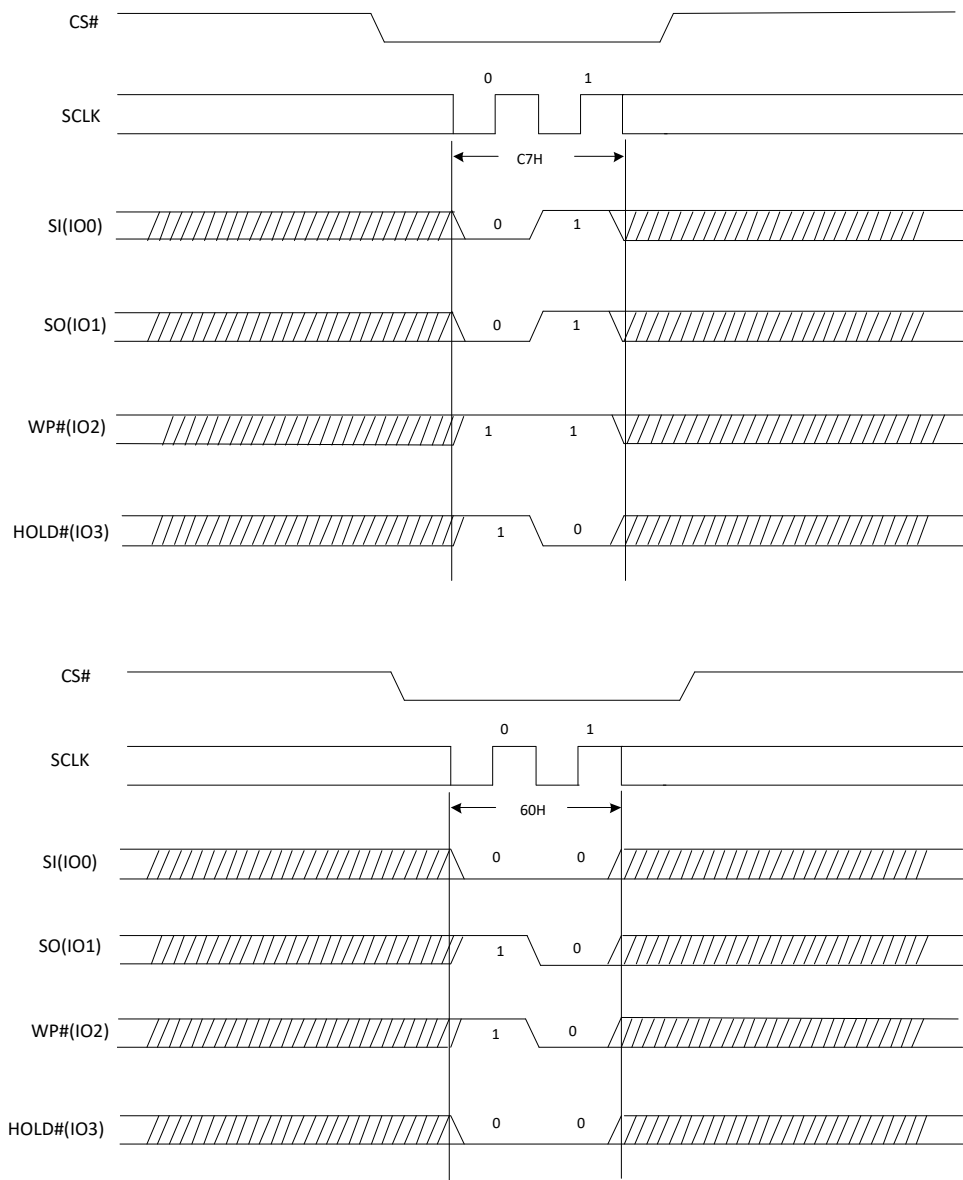 CS#
0 1
SCLK
C7H
SI(IO0) 0 1
SO(IO1) 0 1
WP#(IO2) 1 1
HOLD#(IO3) 1 0
CS#
0 1
SCLK
60H
SI(IO0) 0 0
SO(IO1) 1 0
WP#(IO2) 1 0
HOLD#(IO3) 0 0